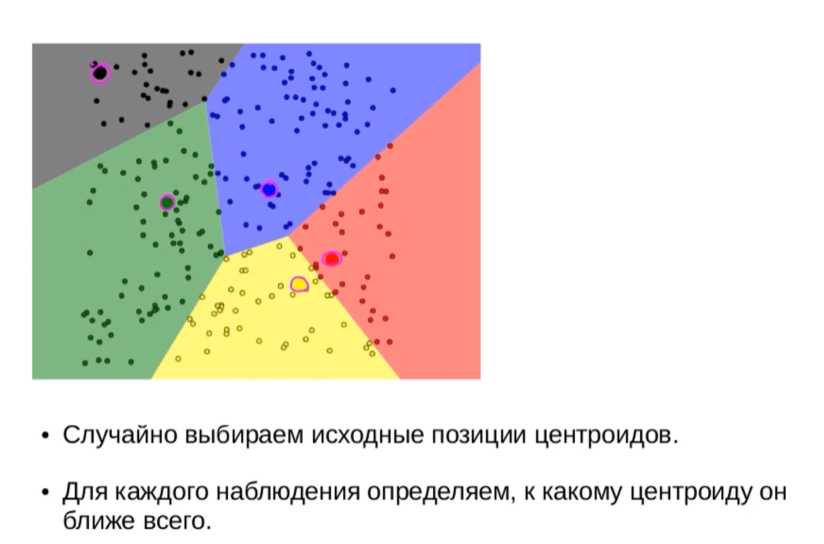 • Случайно выбираем исходные позиции центроидов.
• Для каждого наблюдения определяем, к какому центроиду он
ближе всего.